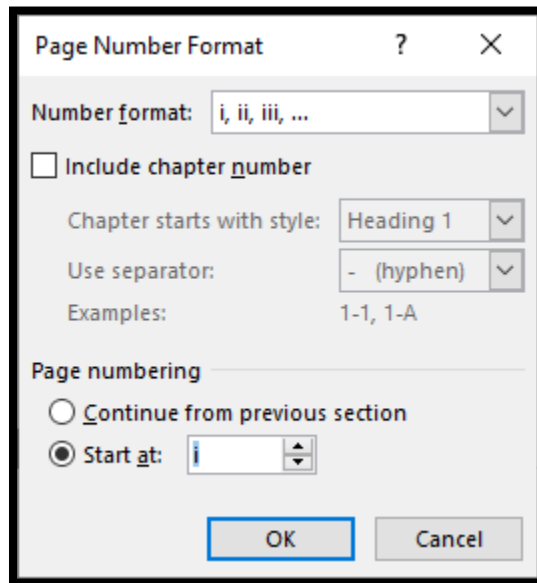 Page Number Format ? X
Number format: i, ii, iii, ...
Include chapter number
Chapter starts with style: Heading 1
Use separator: - (hyphen)
Examples: 1-1, 1-A
Page numbering
Continue from previous section
Start at: i
OK Cancel